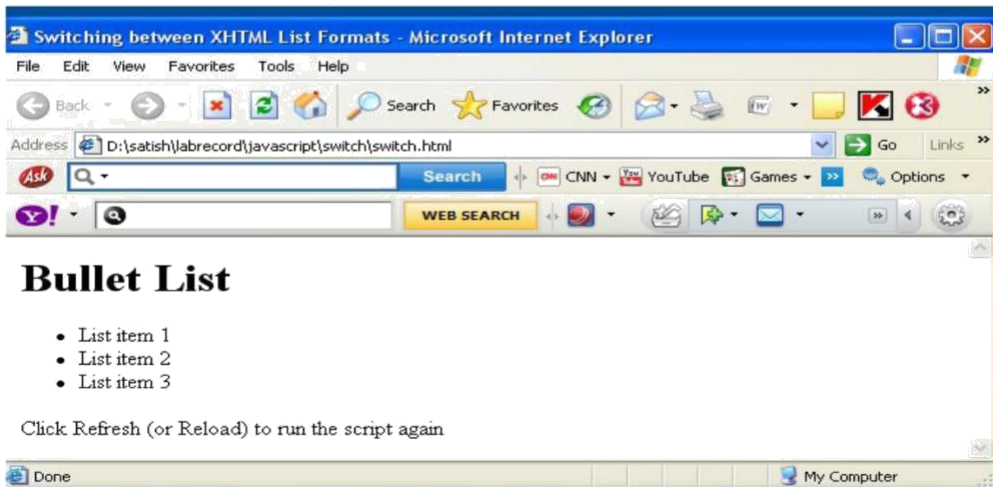 Switching between XHTML List Formats - Microsoft Internet Explorer
File Edit View Favorites Tools Help
Back Search Favorites
Address D:\satish\labrecord\javascript\switch\switch.html Go Links »
Ask Search CNN YouTube Games » Options
Y! WEB SEARCH »
Bullet List
• List item 1
• List item 2
• List item 3
Click Refresh (or Reload) to run the script again
Done My Computer